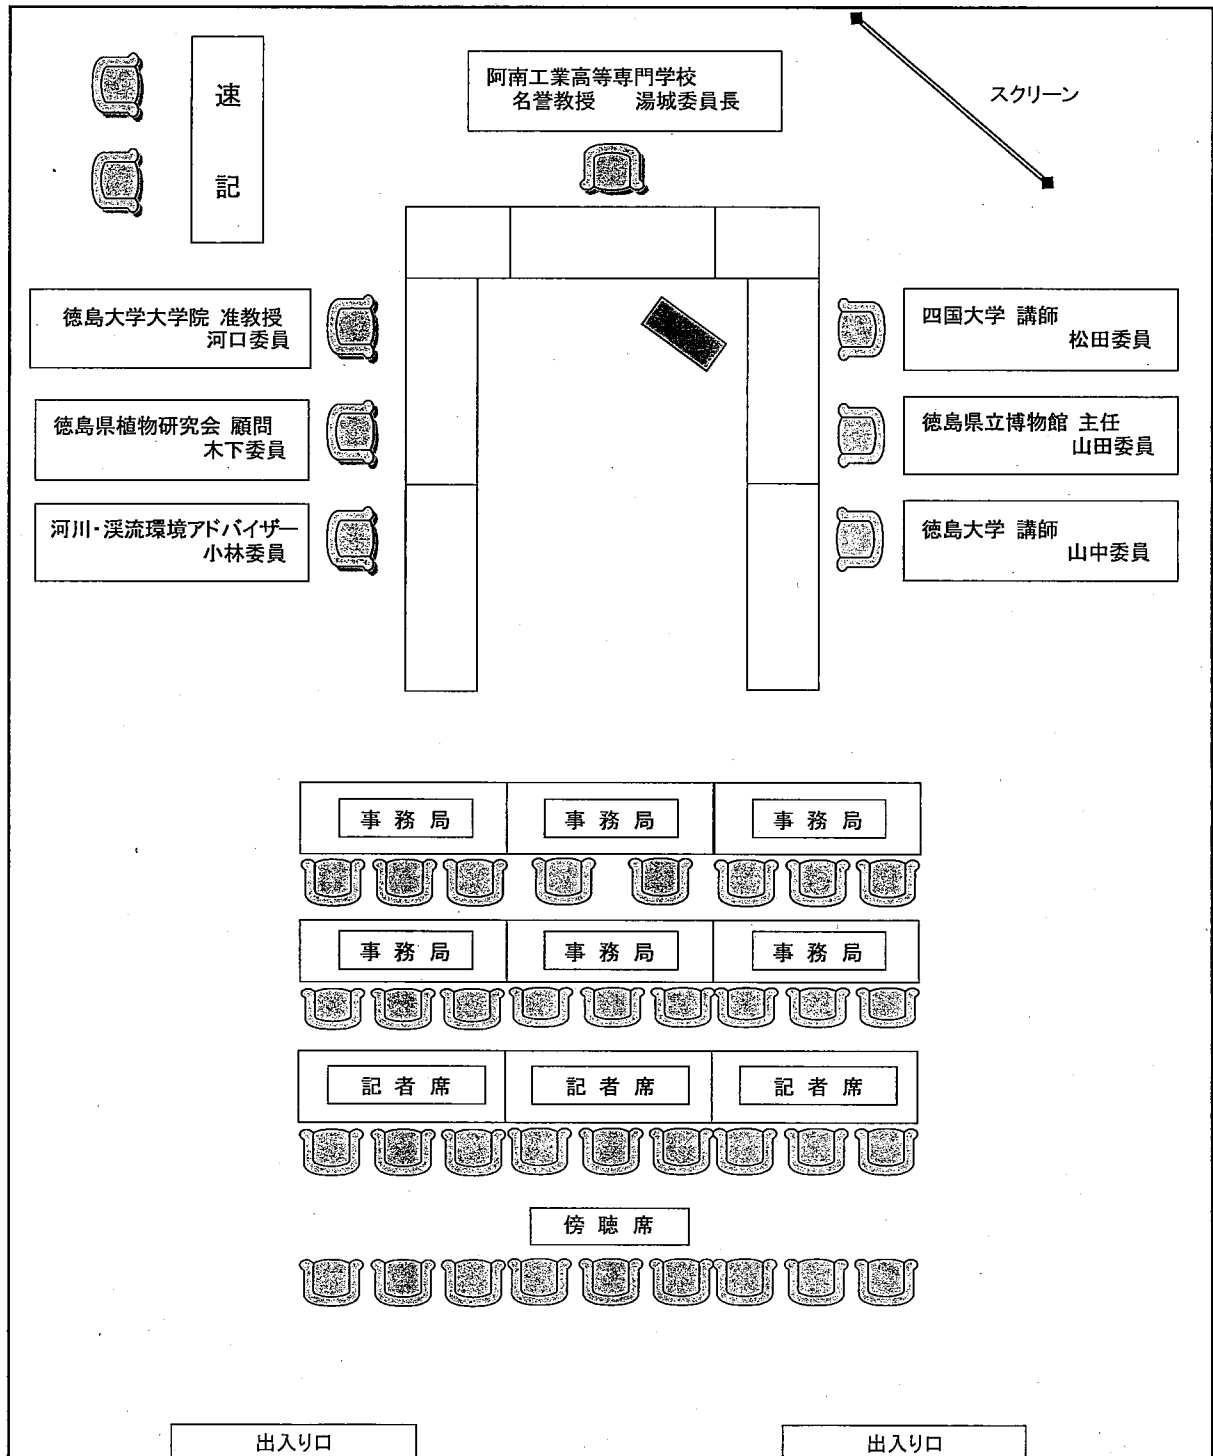 速
記
阿南工業高等専門学校
名誉教授　湯城委員長
スクリーン
徳島大学大学院 准教授
河口委員
徳島県植物研究会 顧問
木下委員
河川・渓流環境アドバイザー
小林委員
四国大学 講師
松田委員
徳島県立博物館 主任
山田委員
徳島大学 講師
山中委員
事 務 局
事 務 局
事 務 局
事 務 局
事 務 局
事 務 局
記 者 席
記 者 席
記 者 席
傍 聴 席
出入り口
出入り口